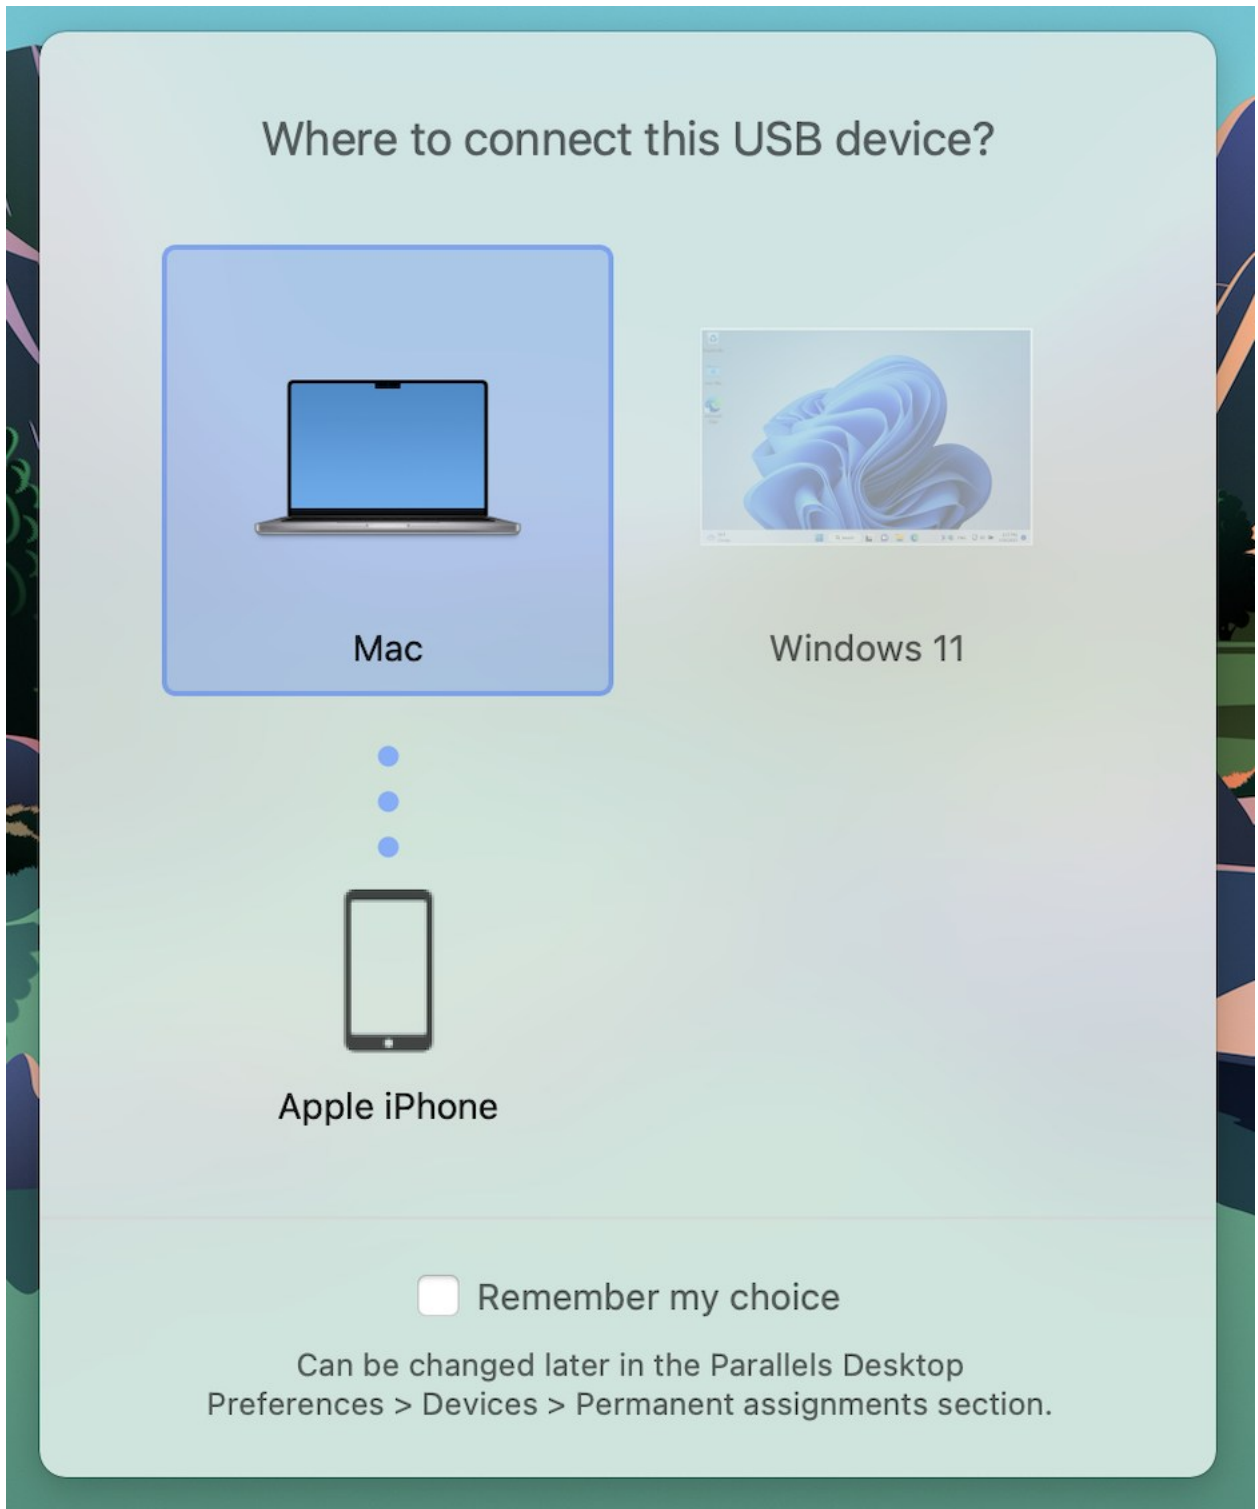 Where to connect this USB device?
Mac
Windows 11
Apple iPhone
Remember my choice
Can be changed later in the Parallels Desktop
Preferences > Devices > Permanent assignments section.